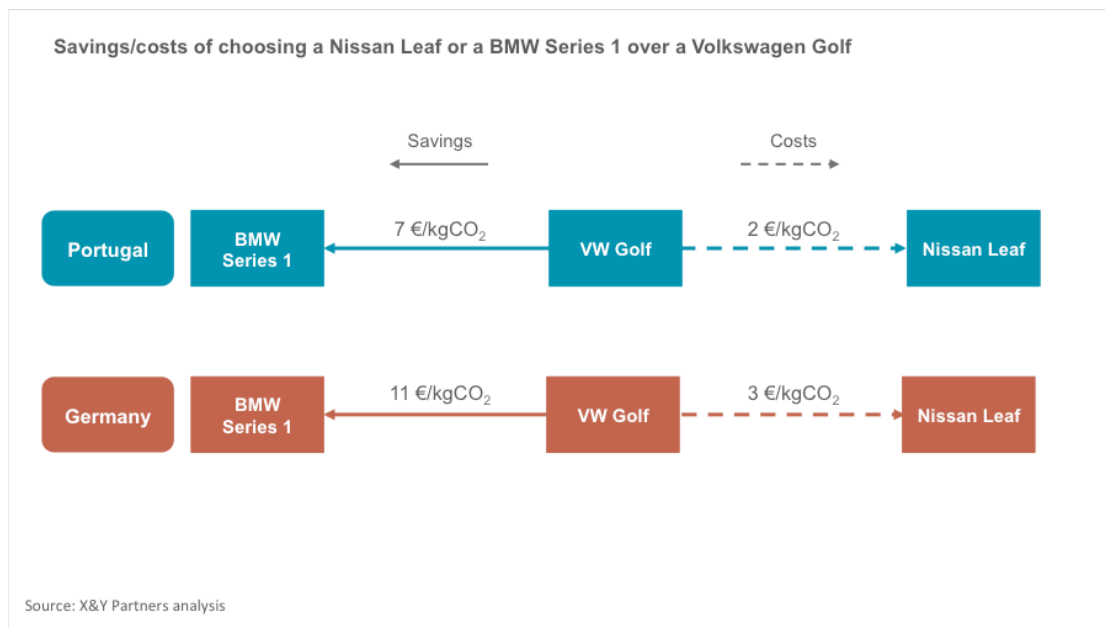 Savings/costs of choosing a Nissan Leaf or a BMW Series 1 over a Volkswagen Golf
Savings
Costs
Portugal
BMW
Series 1
7 €/kgCO₂
VW Golf
2 €/kgCO₂
Nissan Leaf
Germany
BMW
Series 1
11 €/kgCO₂
VW Golf
3 €/kgCO₂
Nissan Leaf
Source: X&Y Partners analysis